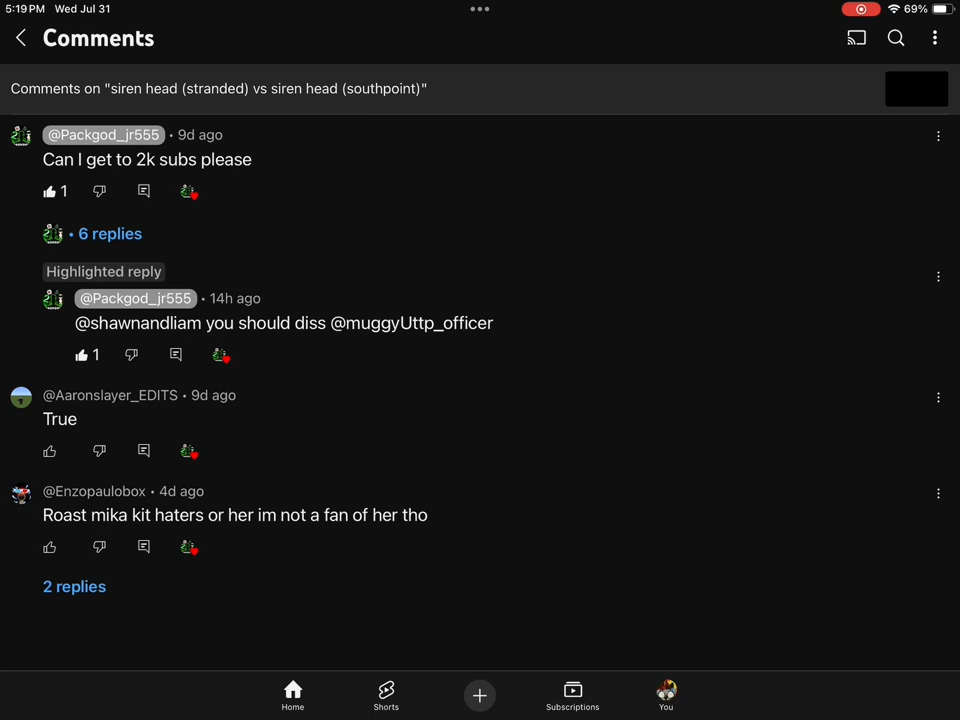 5:19 PM Wed Jul 31
69%
Comments
Comments on "siren head (stranded) vs siren head (southpoint)"
@Packgod_jr555 • 9d ago
Can I get to 2k subs please
1
• 6 replies
Highlighted reply
@Packgod_jr555 • 14h ago
@shawnandliam you should diss @muggyUttp_officer
1
@Aaronslayer_EDITS • 9d ago
True
@Enzopaulobox • 4d ago
Roast mika kit haters or her im not a fan of her tho
2 replies
Home
Shorts
Subscriptions
You